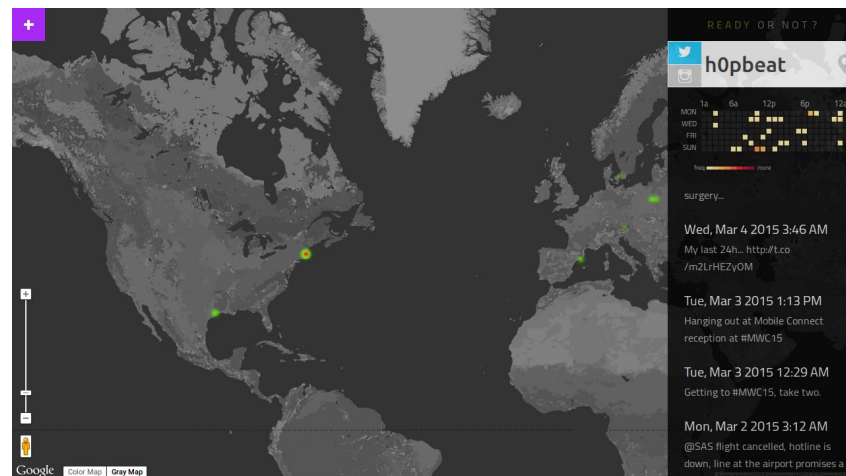 +
READY OR NOT?
h0pbeat
1a 6a 12p 6p 12a
MON
WED
FRI
SUN
freq. more
surgery...
Wed, Mar 4 2015 3:46 AM
My last 24h... http://t.co
/m2LrHEZyOM
Tue, Mar 3 2015 1:13 PM
Hanging out at Mobile Connect
reception at #MWC15
Tue, Mar 3 2015 12:29 AM
Getting to #MWC15, take two.
Mon, Mar 2 2015 3:12 AM
@SAS flight cancelled, hotline is
down, line at the airport promises a
Google Color Map Gray Map